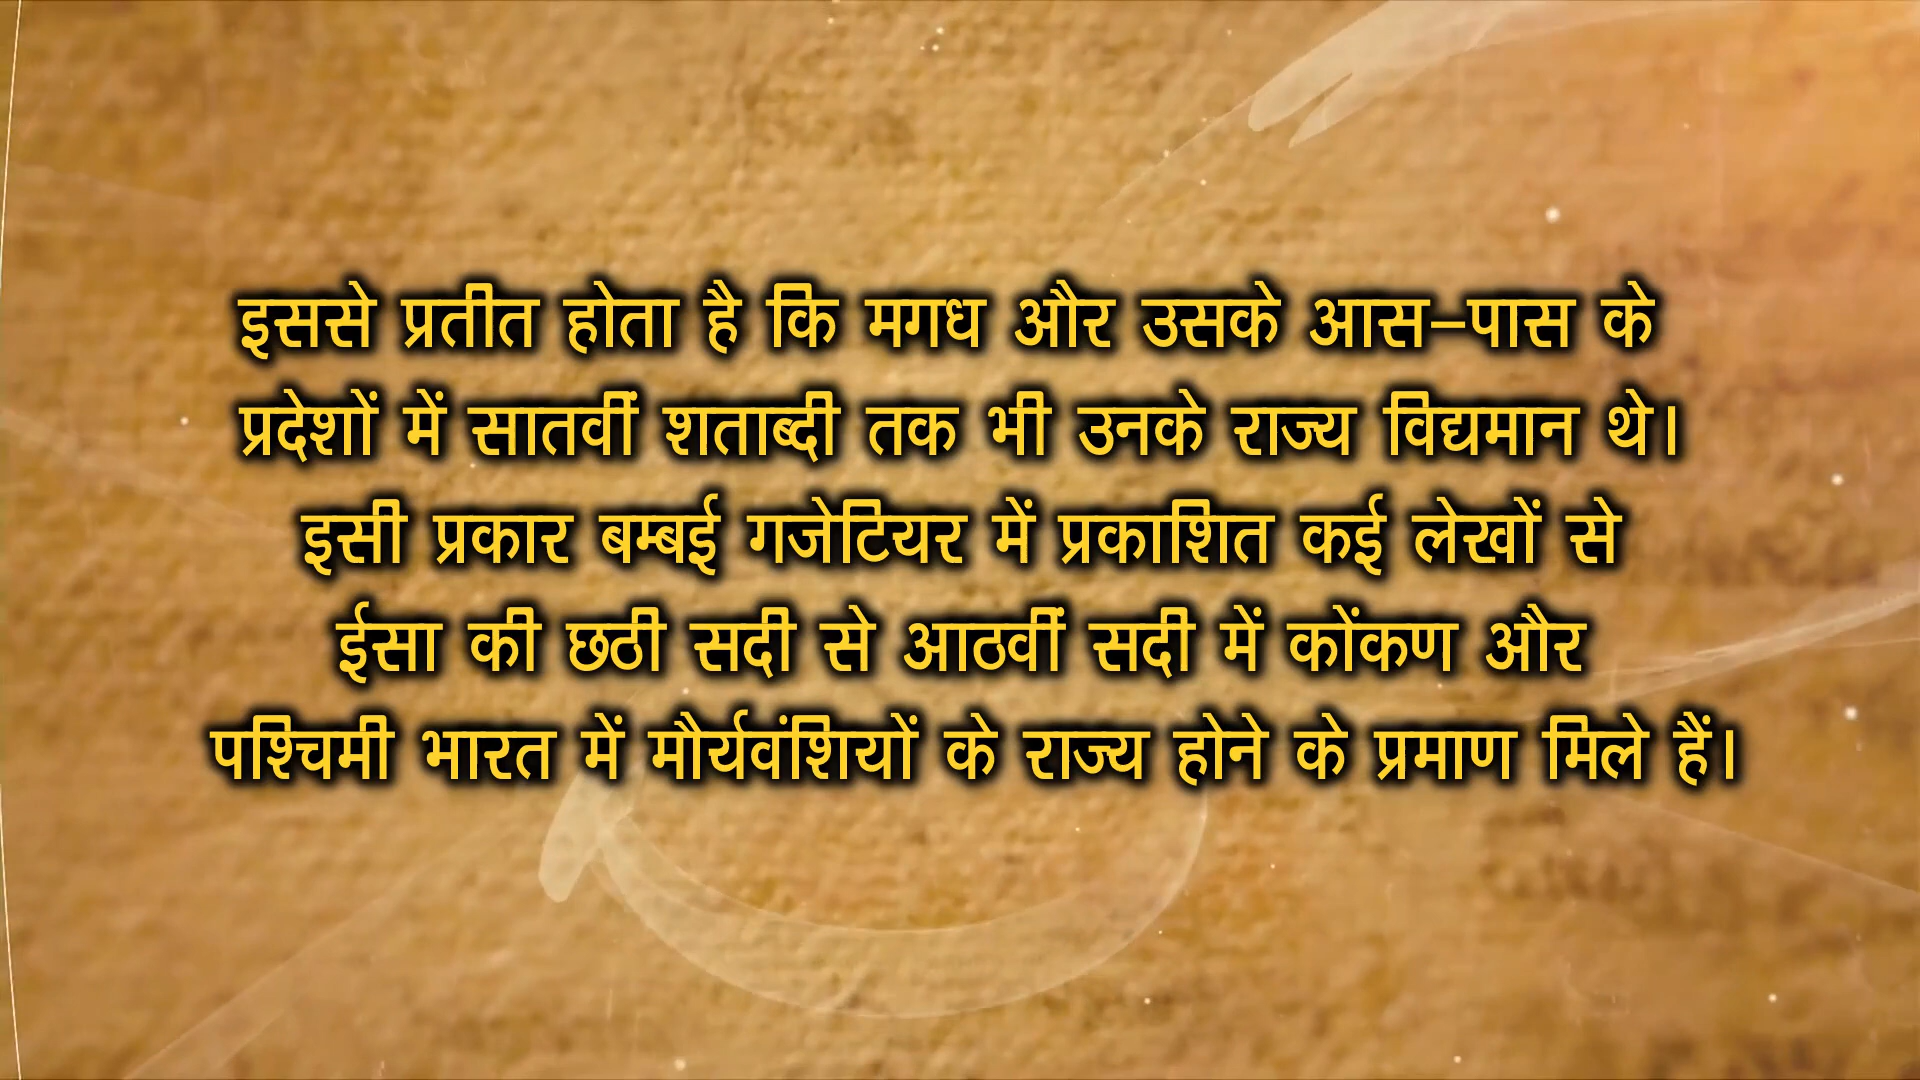 इससे प्रतीत होता है कि मगध और उसके आस-पास के
प्रदेशों में सातवीं शताब्दी तक भी उनके राज्य विद्यमान थे।
इसी प्रकार बम्बई गजेटियर में प्रकाशित कई लेखों से
ईसा की छठी सदी से आठवीं सदी में कोंकण और
पश्चिमी भारत में मौर्यवंशियों के राज्य होने के प्रमाण मिले हैं।